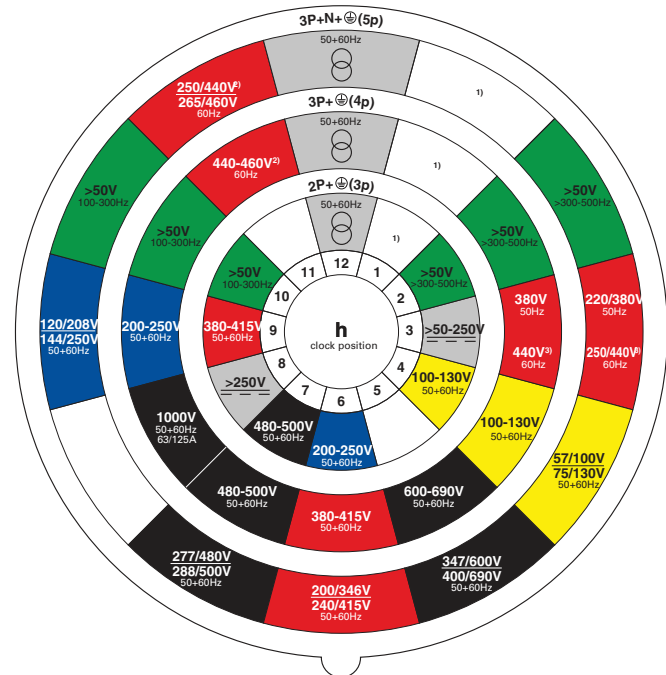 3P+N+⏚(5p)
50+60Hz
1)
>50V
>300-500Hz
220/380V
50Hz
250/440V³⁾
60Hz
57/100V
75/130V
50+60Hz
347/600V
400/690V
50+60Hz
200/346V
240/415V
50+60Hz
277/480V
288/500V
50+60Hz
120/208V
144/250V
50+60Hz
>50V
100-300Hz
250/440V²⁾
265/460V
60Hz
3P+⏚(4p)
50+60Hz
1)
>50V
>300-500Hz
380V
50Hz
440V³⁾
60Hz
100-130V
50+60Hz
600-690V
50+60Hz
380-415V
50+60Hz
480-500V
50+60Hz
1000V
50+60Hz
63/125A
200-250V
50+60Hz
>50V
100-300Hz
440-460V²⁾
60Hz
2P+⏚(3p)
50+60Hz
1)
>50V
>300-500Hz
>50-250V
100-130V
50+60Hz
200-250V
50+60Hz
480-500V
50+60Hz
>250V
380-415V
50+60Hz
>50V
100-300Hz
12
1
2
3
4
5
6
7
8
9
10
11
h
clock position